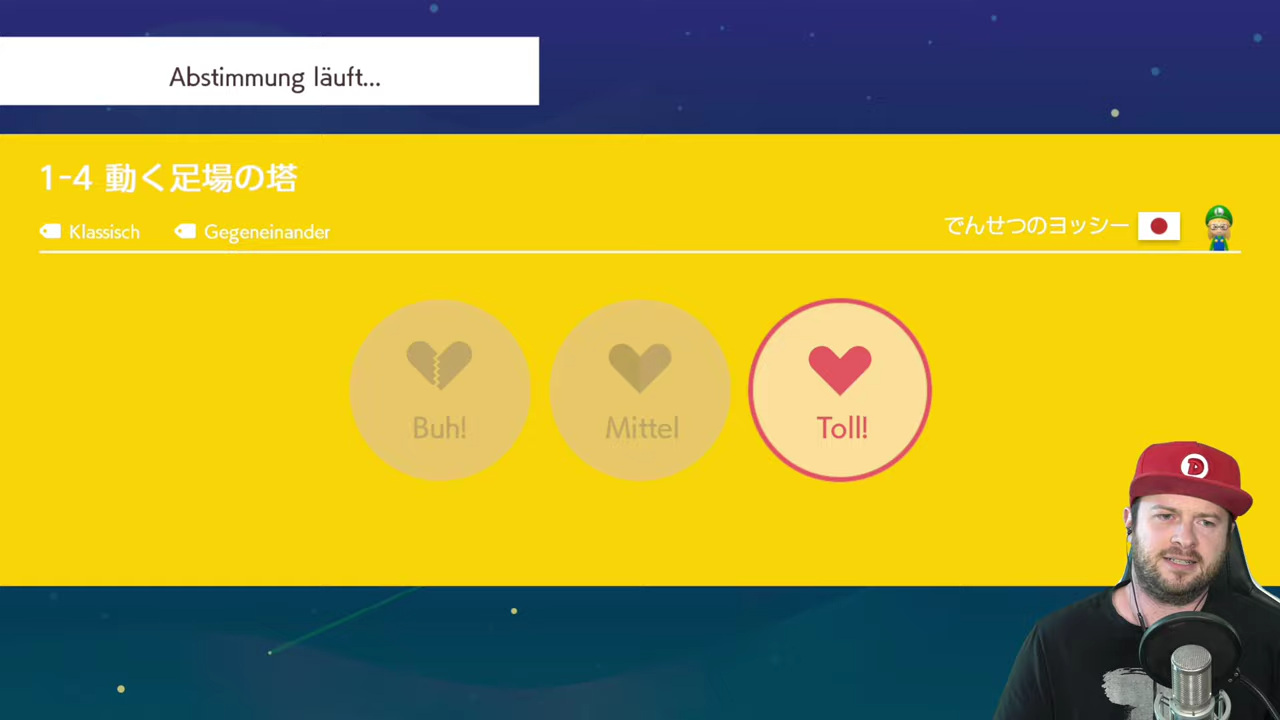 Abstimmung läuft...
1-4 動く足場の塔
Klassisch Gegeneinander
でんせつのヨッシー
Buh! Mittel Toll!
D